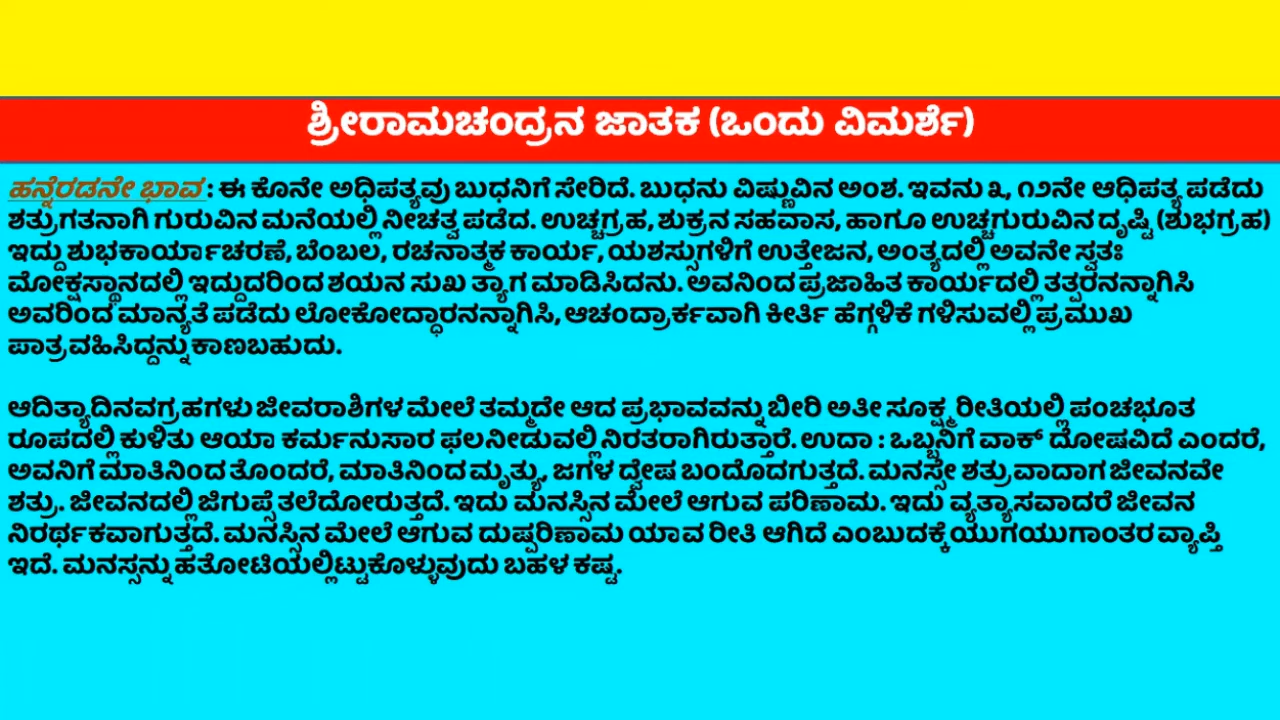 ಶ್ರೀರಾಮಚಂದ್ರನ ಜಾತಕ (ಒಂದು ವಿಮರ್ಶೆ)
ಹನ್ನೆರಡನೇ ಭಾವ : ಈ ಕೊನೇ ಅಧಿಪತ್ಯವು ಬುಧನಿಗೆ ಸೇರಿದೆ. ಬುಧನು ವಿಷ್ಣುವಿನ ಅಂಶ. ಇವನು ೩, ೧೨ನೇ ಆಧಿಪತ್ಯ ಪಡೆದು
ಶತ್ರುಗತನಾಗಿ ಗುರುವಿನ ಮನೆಯಲ್ಲಿ ನೀಚತ್ವ ಪಡೆದ. ಉಚ್ಚಗ್ರಹ, ಶುಕ್ರನ ಸಹವಾಸ, ಹಾಗೂ ಉಚ್ಚಗುರುವಿನ ದೃಷ್ಟಿ (ಶುಭಗ್ರಹ)
ಇದ್ದು ಶುಭಕಾರ್ಯಾಚರಣೆ, ಬೆಂಬಲ, ರಚನಾತ್ಮಕ ಕಾರ್ಯ, ಯಶಸ್ಸುಗಳಿಗೆ ಉತ್ತೇಜನ, ಅಂತ್ಯದಲ್ಲಿ ಅವನೇ ಸ್ವತಃ
ಮೋಕ್ಷಸ್ಥಾನದಲ್ಲಿ ಇದ್ದುದರಿಂದ ಶಯನ ಸುಖ ತ್ಯಾಗ ಮಾಡಿಸಿದನು. ಅವನಿಂದ ಪ್ರಜಾಹಿತ ಕಾರ್ಯದಲ್ಲಿ ತತ್ಪರನನ್ನಾಗಿಸಿ
ಅವರಿಂದ ಮಾನ್ಯತೆ ಪಡೆದು ಲೋಕೋದ್ಧಾರನನ್ನಾಗಿಸಿ, ಆಚಂದ್ರಾರ್ಕವಾಗಿ ಕೀರ್ತಿ ಹೆಗ್ಗಳಿಕೆ ಗಳಿಸುವಲ್ಲಿ ಪ್ರಮುಖ
ಪಾತ್ರವಹಿಸಿದ್ದನ್ನು ಕಾಣಬಹುದು.
ಆದಿತ್ಯಾದಿನವಗ್ರಹಗಳು ಜೀವರಾಶಿಗಳ ಮೇಲೆ ತಮ್ಮದೇ ಆದ ಪ್ರಭಾವವನ್ನು ಬೀರಿ ಅತೀ ಸೂಕ್ಷ್ಮ ರೀತಿಯಲ್ಲಿ ಪಂಚಭೂತ
ರೂಪದಲ್ಲಿ ಕುಳಿತು ಆಯಾ ಕರ್ಮನುಸಾರ ಫಲನೀಡುವಲ್ಲಿ ನಿರತರಾಗಿರುತ್ತಾರೆ. ಉದಾ : ಒಬ್ಬನಿಗೆ ವಾಕ್ ದೋಷವಿದೆ ಎಂದರೆ,
ಅವನಿಗೆ ಮಾತಿನಿಂದ ತೊಂದರೆ, ಮಾತಿನಿಂದ ಮೃತ್ಯು, ಜಗಳ ದ್ವೇಷ ಬಂದೊದಗುತ್ತದೆ. ಮನಸ್ಸೇ ಶತ್ರುವಾದಾಗ ಜೀವನವೇ
ಶತ್ರು. ಜೀವನದಲ್ಲಿ ಜಿಗುಪ್ಸೆ ತಲೆದೋರುತ್ತದೆ. ಇದು ಮನಸ್ಸಿನ ಮೇಲೆ ಆಗುವ ಪರಿಣಾಮ. ಇದು ವ್ಯತ್ಯಾಸವಾದರೆ ಜೀವನ
ನಿರರ್ಥಕವಾಗುತ್ತದೆ. ಮನಸ್ಸಿನ ಮೇಲೆ ಆಗುವ ದುಷ್ಪರಿಣಾಮ ಯಾವ ರೀತಿ ಆಗಿದೆ ಎಂಬುದಕ್ಕೆ ಯುಗಯುಗಾಂತರ ವ್ಯಾಪ್ತಿ
ಇದೆ. ಮನಸ್ಸನ್ನು ಹತೋಟಿಯಲ್ಲಿಟ್ಟುಕೊಳ್ಳುವುದು ಬಹಳ ಕಷ್ಟ.